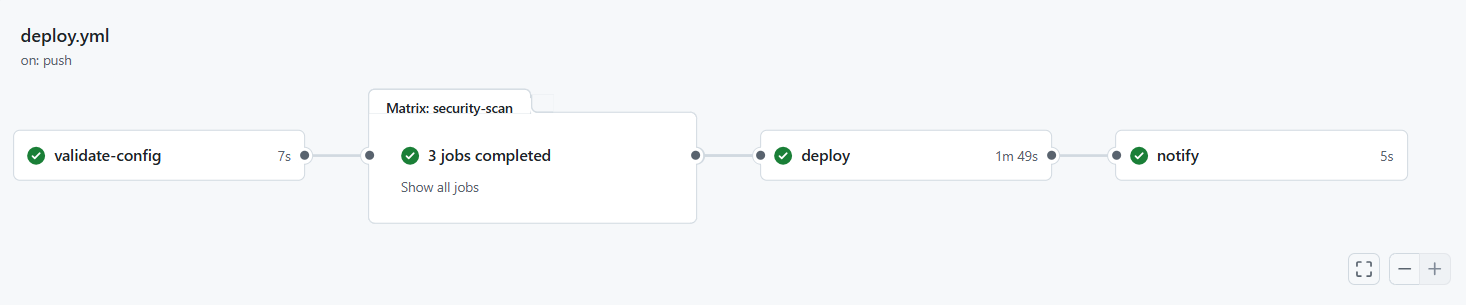 deploy.yml
on: push
Matrix: security-scan
validate-config 7s
3 jobs completed
Show all jobs
deploy 1m 49s
notify 5s